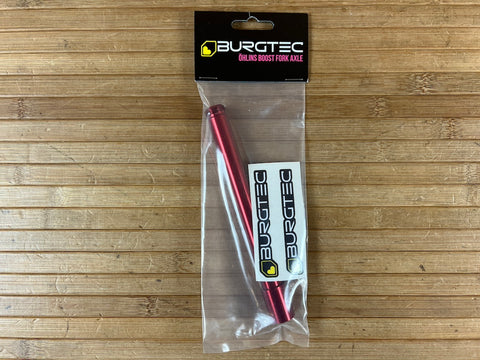 BURGTEC
ÖHLINS BOOST FORK AXLE
BURGTEC
BURGTEC